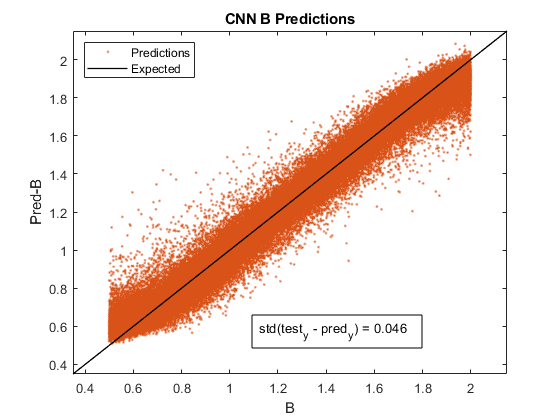 CNN B Predictions
Predictions
Expected
2
1.8
1.6
1.4
1.2
1
0.8
0.6
0.4
Pred-B
std(test_y - pred_y) = 0.046
0.4 0.6 0.8 1 1.2 1.4 1.6 1.8 2
B